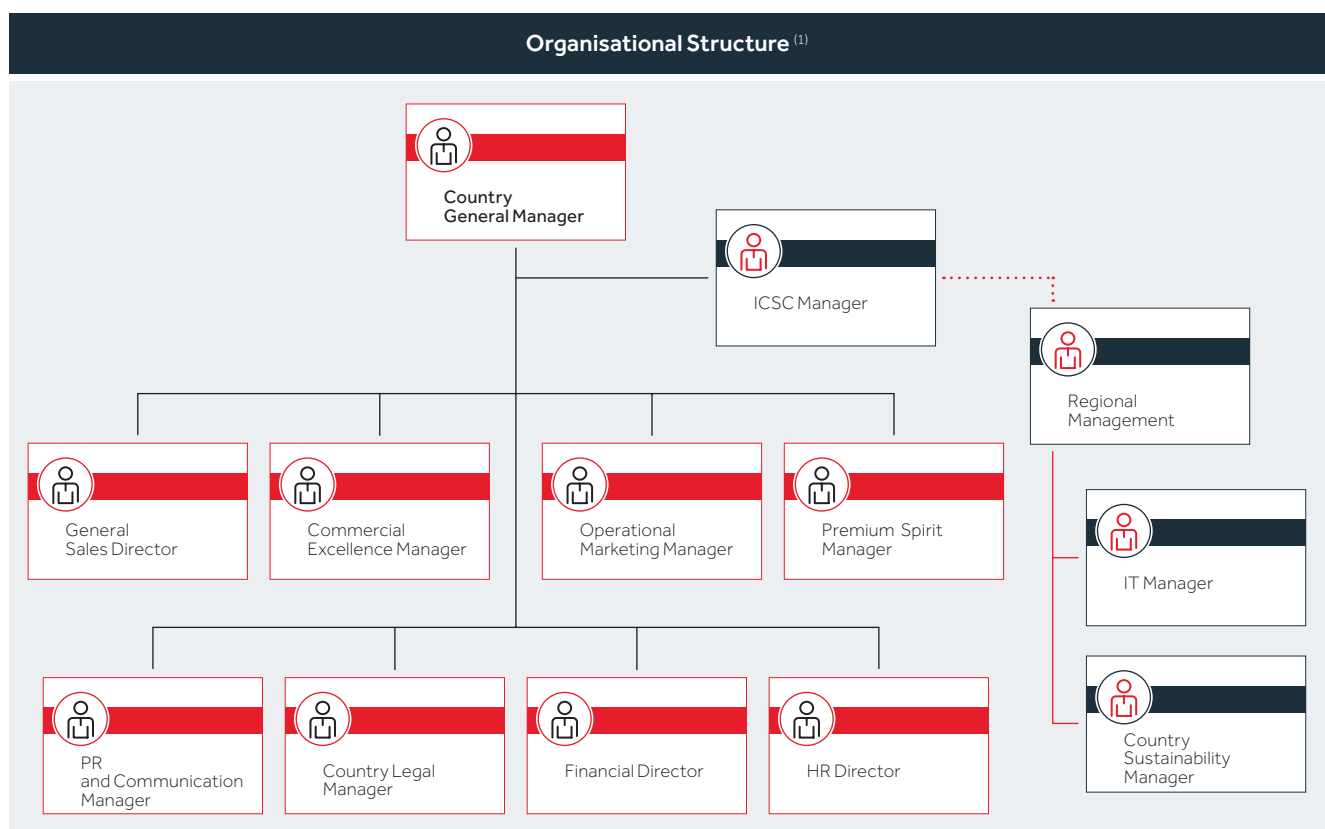 Organisational Structure (1)
Country
General Manager
ICSC Manager
Regional
Management
General
Sales Director
Commercial
Excellence Manager
Operational
Marketing Manager
Premium Spirit
Manager
IT Manager
PR
and Communication
Manager
Country Legal
Manager
Financial Director
HR Director
Country
Sustainability
Manager